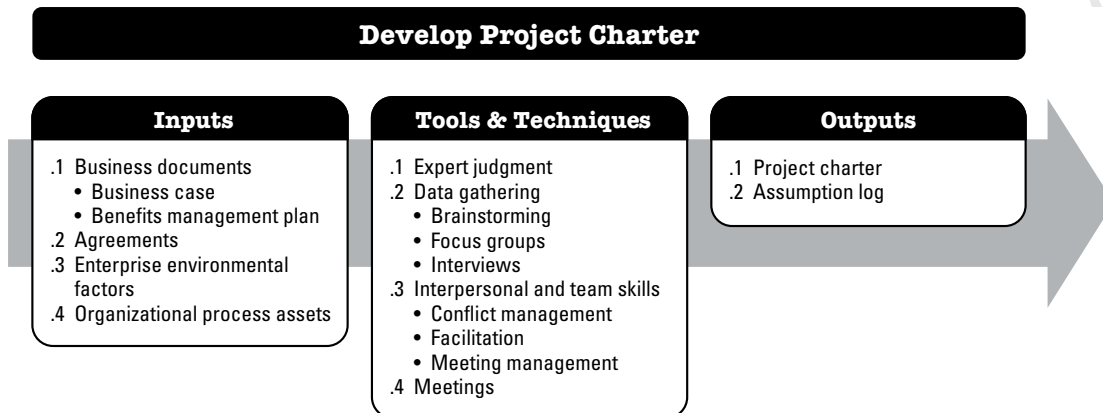 Develop Project Charter
Inputs
.1 Business documents
• Business case
• Benefits management plan
.2 Agreements
.3 Enterprise environmental
factors
.4 Organizational process assets
Tools & Techniques
.1 Expert judgment
.2 Data gathering
• Brainstorming
• Focus groups
• Interviews
.3 Interpersonal and team skills
• Conflict management
• Facilitation
• Meeting management
.4 Meetings
Outputs
.1 Project charter
.2 Assumption log